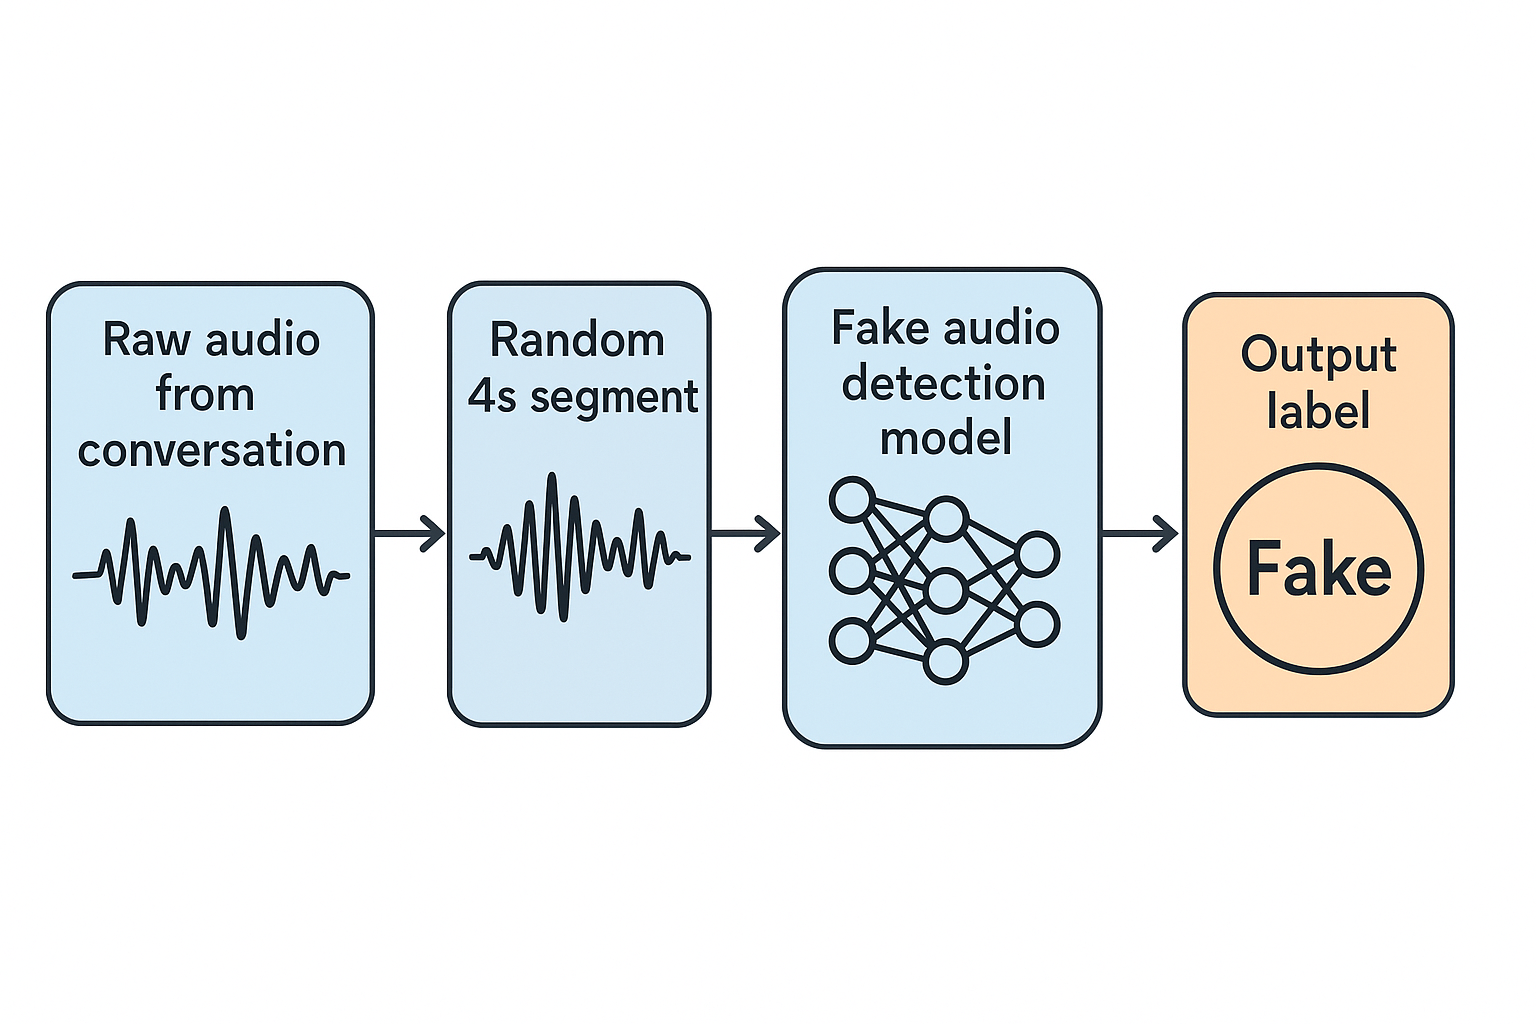 Raw audio
from
conversation
Random
4s segment
Fake audio
detection
model
Output
label
Fake